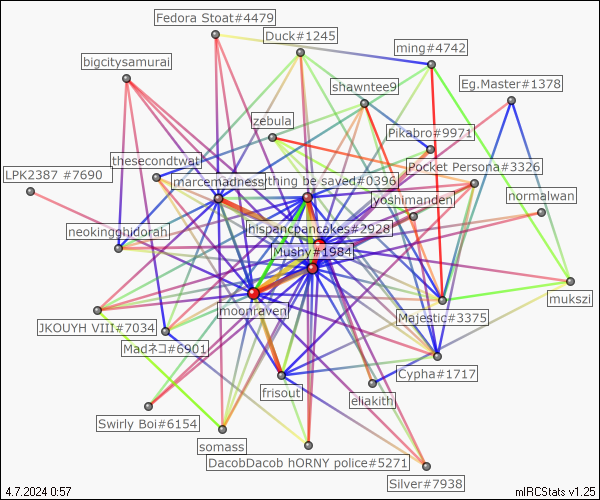 Fedora Stoat#4479
Duck#1245
ming#4742
bigcitysamurai
shawntee9
Eg.Master#1378
zebula
Pikabro#9971
thesecondtwat
Pocket Persona#3326
LPK2387 #7690
marcemadness
thing be saved#0396
yoshimanden
normalwan
hispancpancakes#2928
neokingghidorah
Musny#1984
mukszi
moonraven
JKOUYH VIII#7034
Majestic#3375
Madネコ#6901
Cypha#1717
frisout
eliakith
Swirly Boi#6154
somass
DacobDacob hORNY police#5271
Silver#7938
4.7.2024 0:57
mIRCStats v1.25